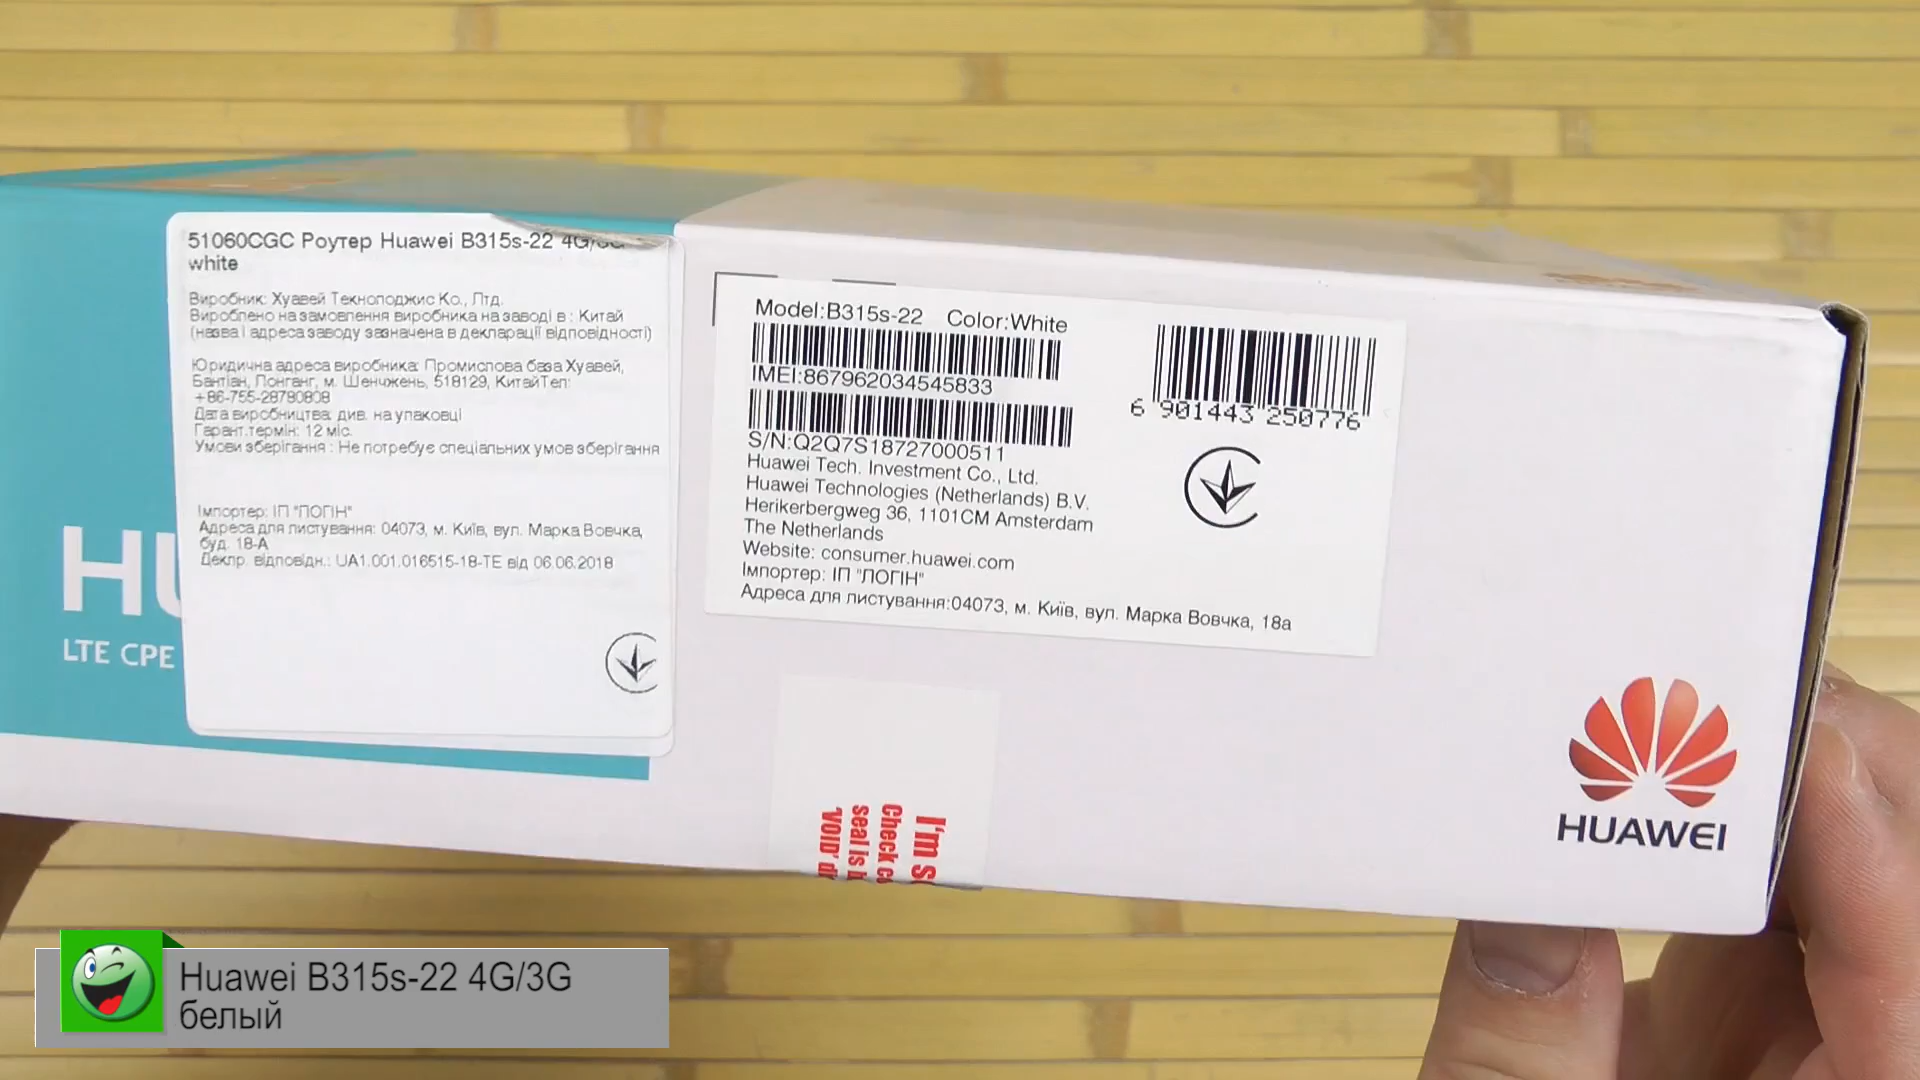 51060CGC Роутер Huawei B315s-22 4G/3G
white
Виробник: Хуавей Текнолоджис Ко., Лтд.
Вироблено на замовлення виробника на заводі в : Китай
(назва і адреса заводу зазначена в декларації відповідності)
Юридична адреса виробника: Промислова база Хуавей,
Бантіан, Лонганг, м. Шенчжень, 518129, КитайТел:
+86-755-28780808
Дата виробництва: див. на упаковці
Гарант.термін: 12 міс.
Умови зберігання : Не потребує спеціальних умов зберігання
Імпортер: ІП "ЛОГІН"
Адреса для листування: 04073, м. Київ, вул. Марка Вовчка,
буд. 18-А
Деклр. відповідн.: UA1.001.016515-18-ТЕ від 06.06.2018
HU
LTE CPE
Model:B315s-22 Color:White
IMEI:867962034545833
S/N:Q2Q7S18727000511
Huawei Tech. Investment Co., Ltd.
Huawei Technologies (Netherlands) B.V.
Herikerbergweg 36, 1101CM Amsterdam
The Netherlands
Website: consumer.huawei.com
Імпортер: ІП "ЛОГІН"
Адреса для листування:04073, м. Київ, вул. Марка Вовчка, 18а
6 901443 250776
I'm
Check
seal is
HUAWEI
Huawei B315s-22 4G/3G
белый